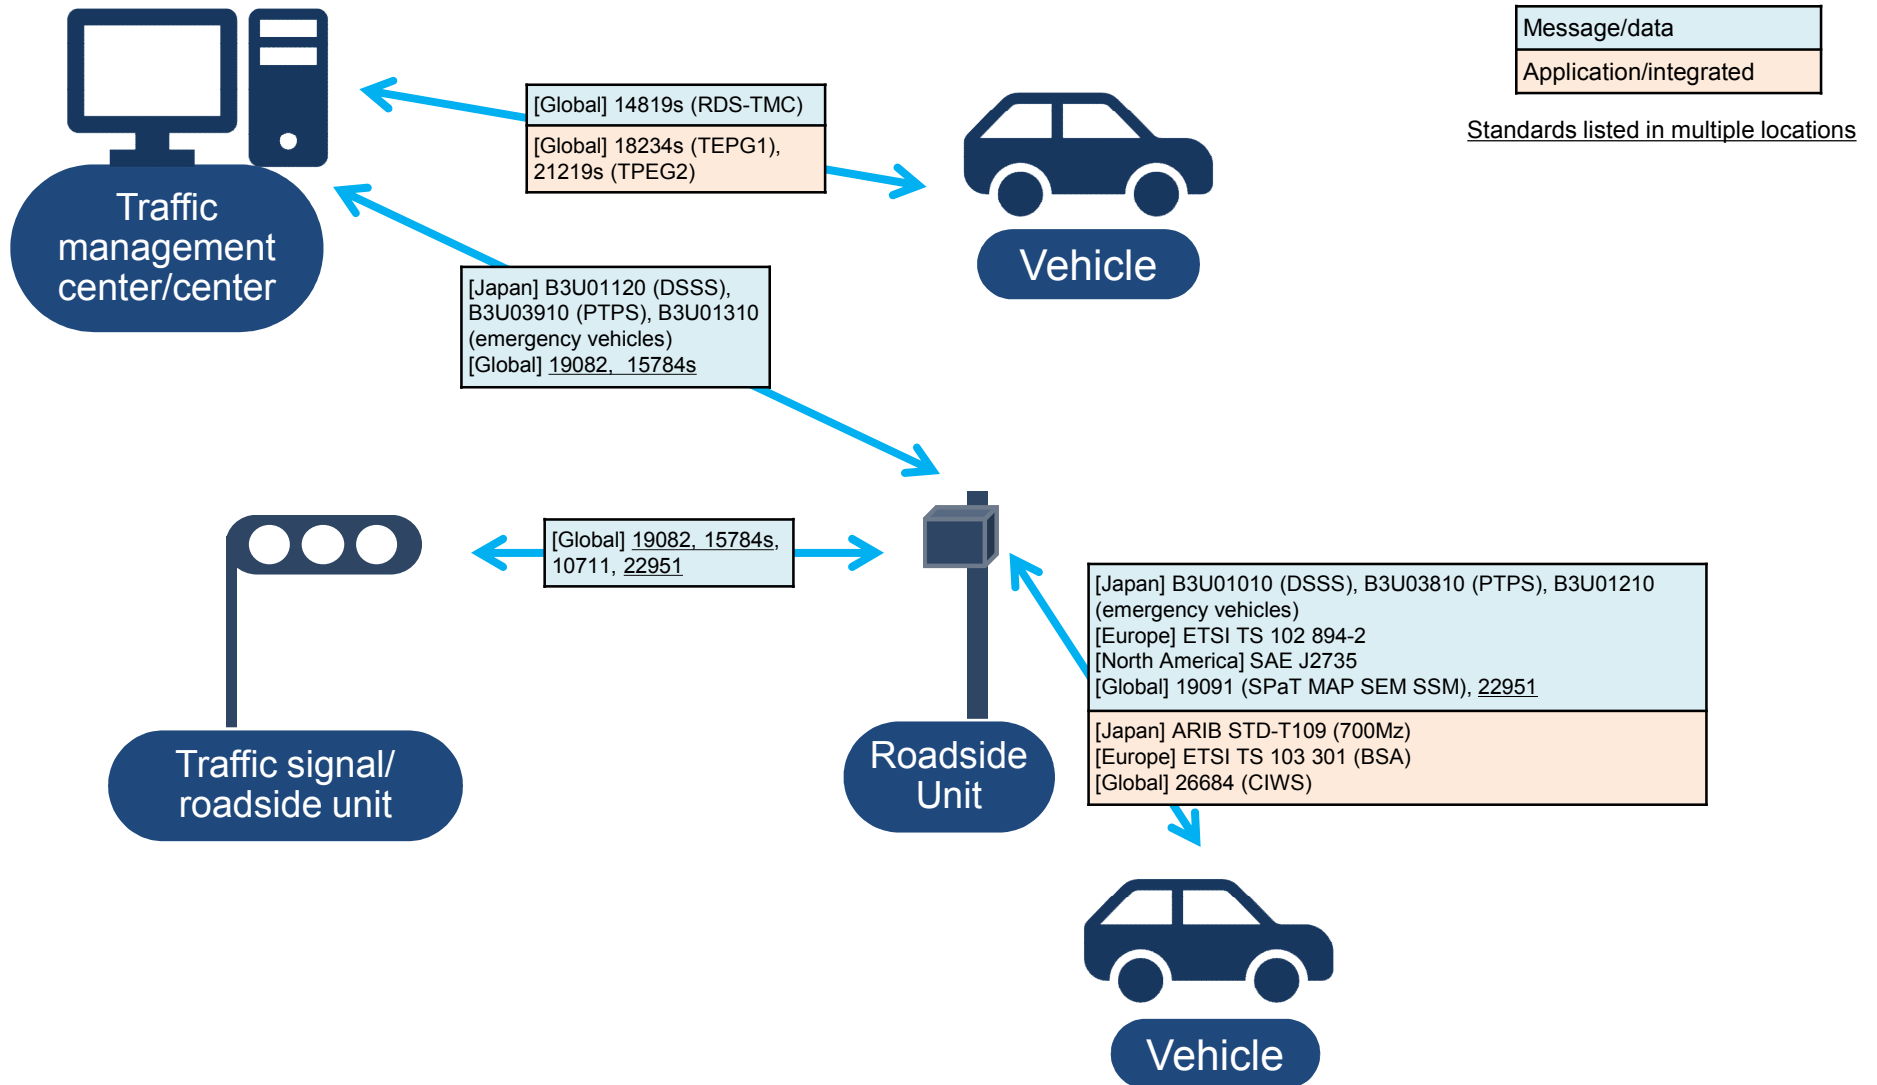 Message/data
Application/integrated
Standards listed in multiple locations
[Global] 14819s (RDS-TMC)
[Global] 18234s (TEPG1),
21219s (TPEG2)
Traffic
management
center/center
Vehicle
[Japan] B3U01120 (DSSS),
B3U03910 (PTPS), B3U01310
(emergency vehicles)
[Global] 19082, 15784s
[Global] 19082, 15784s,
10711, 22951
[Japan] B3U01010 (DSSS), B3U03810 (PTPS), B3U01210
(emergency vehicles)
[Europe] ETSI TS 102 894-2
[North America] SAE J2735
[Global] 19091 (SPaT MAP SEM SSM), 22951
[Japan] ARIB STD-T109 (700Mz)
[Europe] ETSI TS 103 301 (BSA)
[Global] 26684 (CIWS)
Traffic signal/
roadside unit
Roadside
Unit
Vehicle